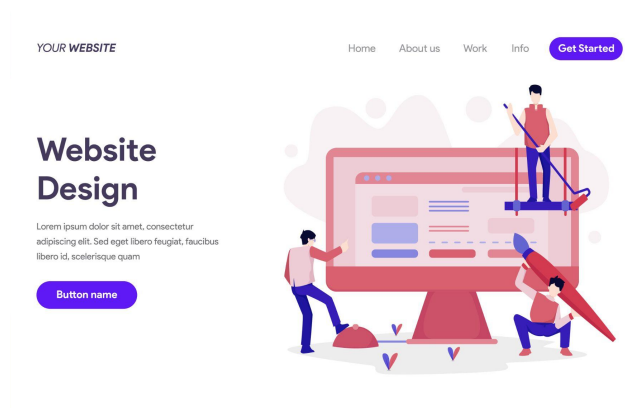 YOUR WEBSITE
Home About us Work Info Get Started
Website
Design
Lorem ipsum dolor sit amet, consectetur
adipiscing elit. Sed eget libero feugiat, faucibus
libero id, scelerisque quam
Button name